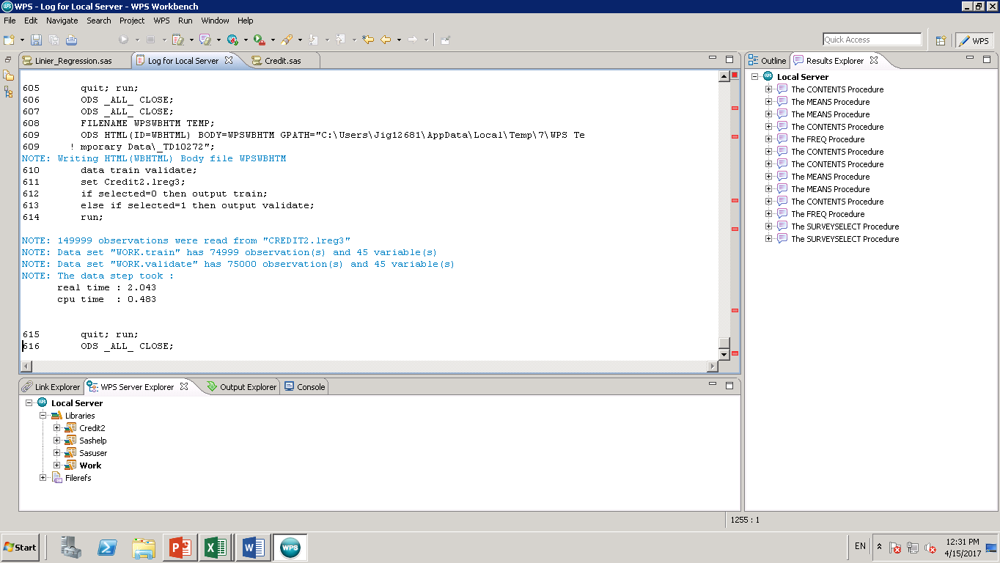 WPS - Log for Local Server - WPS Workbench
File Edit Navigate Search Project WPS Run Window Help
Quick Access
WPS
Linier_Regression.sas
Log for Local Server
Credit.sas
605 quit; run;
606 ODS _ALL_ CLOSE;
607 ODS _ALL_ CLOSE;
608 FILENAME WPSWBHTM TEMP;
609 ODS HTML(ID=WBHTML) BODY=WPSWBHTM GPATH="C:\Users\Jig12681\AppData\Local\Temp\7\WPS Te
609 ! mporary Data\_TD10272";
NOTE: Writing HTML(WBHTML) Body file WPSWBHTM
610 data train validate;
611 set Credit2.lreg3;
612 if selected=0 then output train;
613 else if selected=1 then output validate;
614 run;
NOTE: 149999 observations were read from "CREDIT2.lreg3"
NOTE: Data set "WORK.train" has 74999 observation(s) and 45 variable(s)
NOTE: Data set "WORK.validate" has 75000 observation(s) and 45 variable(s)
NOTE: The data step took :
real time : 2.043
cpu time : 0.483
615 quit; run;
616 ODS _ALL_ CLOSE;
Outline
Results Explorer
Local Server
The CONTENTS Procedure
The MEANS Procedure
The MEANS Procedure
The CONTENTS Procedure
The FREQ Procedure
The CONTENTS Procedure
The CONTENTS Procedure
The MEANS Procedure
The MEANS Procedure
The CONTENTS Procedure
The FREQ Procedure
The SURVEYSELECT Procedure
The SURVEYSELECT Procedure
Link Explorer
WPS Server Explorer
Output Explorer
Console
Local Server
Libraries
Credit2
Sashelp
Sasuser
Work
Filerefs
1255 : 1
Start
WPS
EN
12:31 PM
4/15/2017